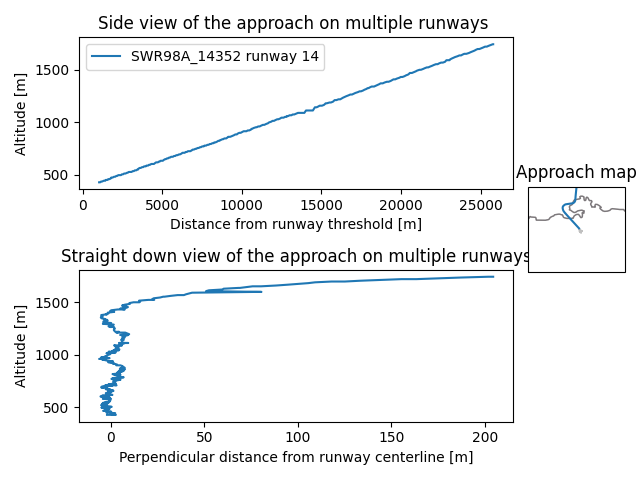 Side view of the approach on multiple runways
SWR98A_14352 runway 14
Altitude [m]
1500
1000
500
0 5000 10000 15000 20000 25000
Distance from runway threshold [m]
Approach map
Straight down view of the approach on multiple runways
Altitude [m]
1500
1000
500
0 50 100 150 200
Perpendicular distance from runway centerline [m]